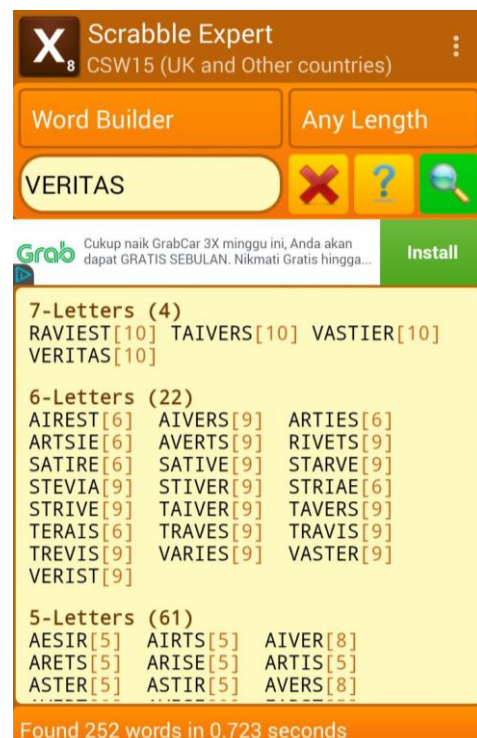 X8
Scrabble Expert
CSW15 (UK and Other countries)
Word Builder
Any Length
VERITAS
?
Grab
Cukup naik GrabCar 3X minggu ini, Anda akan
dapat GRATIS SEBULAN. Nikmati Gratis hingga...
Install
7-Letters (4)
RAVIEST[10] TAIVERS[10] VASTIER[10]
VERITAS[10]
6-Letters (22)
AIREST[6] AIVERS[9] ARTIES[6]
ARTSIE[6] AVERTS[9] RIVETS[9]
SATIRE[6] SATIVE[9] STARVE[9]
STEVIA[9] STIVER[9] STRIAE[6]
STRIVE[9] TAIVER[9] TAVERS[9]
TERAIS[6] TRAVES[9] TRAVIS[9]
TREVIS[9] VARIES[9] VASTER[9]
VERIST[9]
5-Letters (61)
AESIR[5] AIRTS[5] AIVER[8]
ARETS[5] ARISE[5] ARTIS[5]
ASTER[5] ASTIR[5] AVERS[8]
Found 252 words in 0.723 seconds